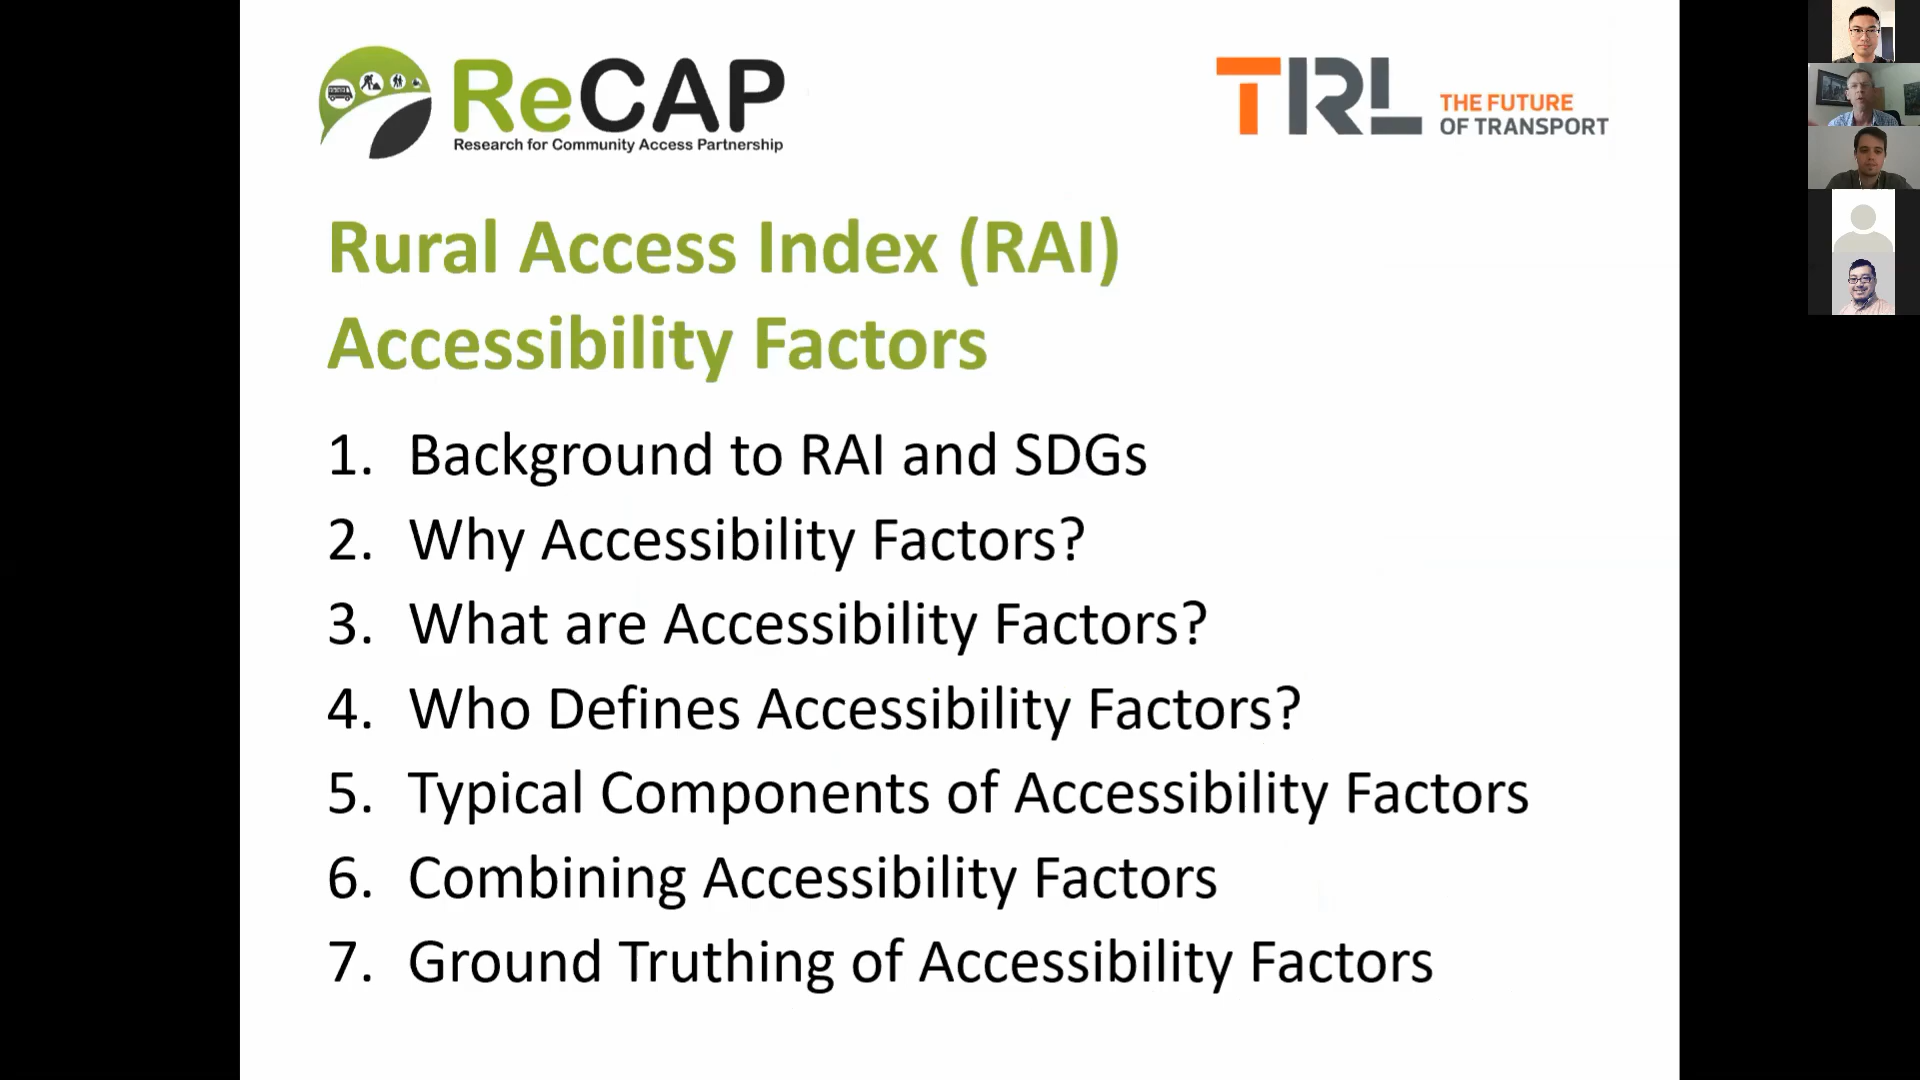 ReCAP
Research for Community Access Partnership
TRL
THE FUTURE
OF TRANSPORT
Rural Access Index (RAI)
Accessibility Factors
1. Background to RAI and SDGs
2. Why Accessibility Factors?
3. What are Accessibility Factors?
4. Who Defines Accessibility Factors?
5. Typical Components of Accessibility Factors
6. Combining Accessibility Factors
7. Ground Truthing of Accessibility Factors